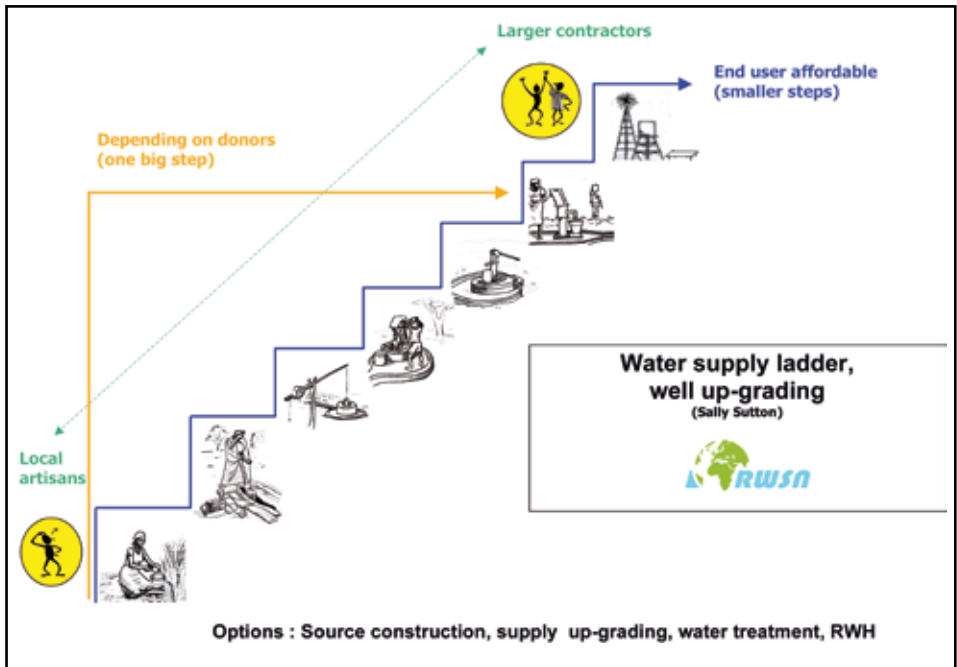 Larger contractors
End user affordable
(smaller steps)
Depending on donors
(one big step)
Water supply ladder,
well up-grading
(Sally Sutton)
RWSN
Local
artisans
Options : Source construction, supply up-grading, water treatment, RWH